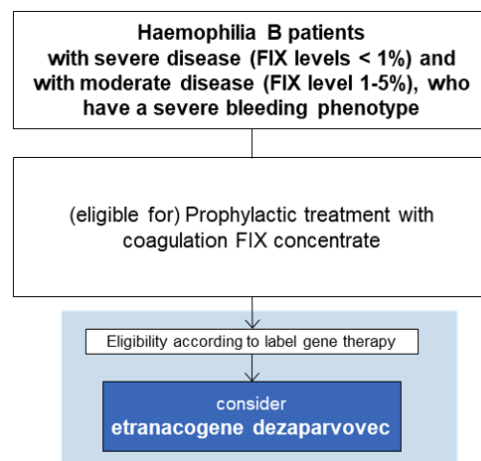 Haemophilia B patients
with severe disease (FIX levels < 1%) and
with moderate disease (FIX level 1-5%), who
have a severe bleeding phenotype
(eligible for) Prophylactic treatment with
coagulation FIX concentrate
Eligibility according to label gene therapy
consider
etranacogene dezaparvovec